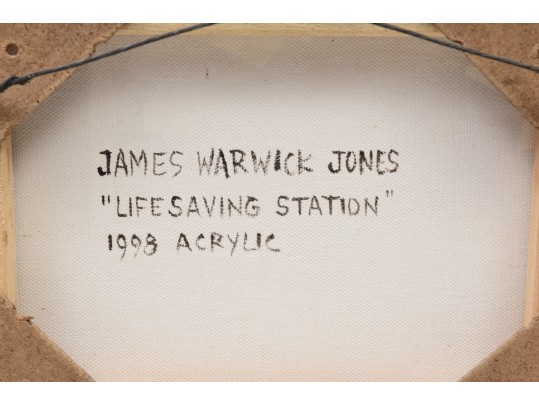 JAMES WARWICK JONES
"LIFESAVING STATION"
1998 ACRYLIC